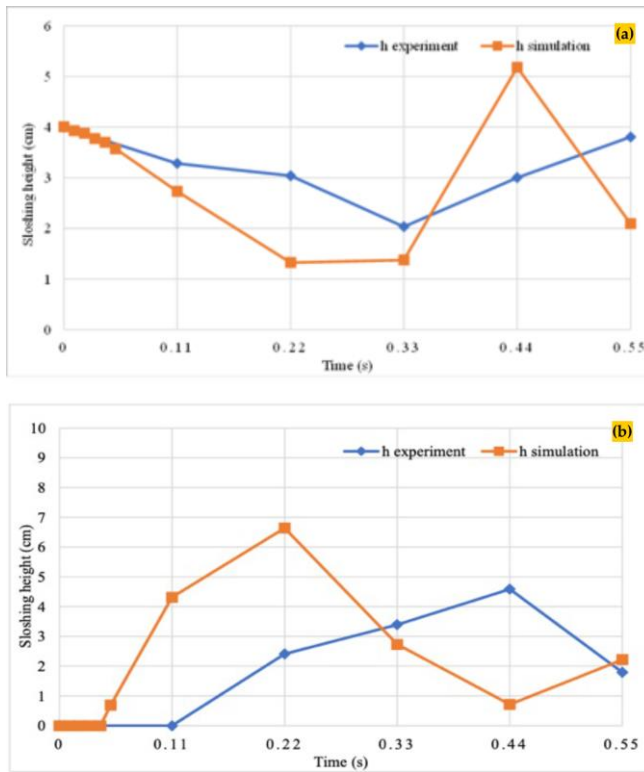 (a)
h experiment h simulation
6
5
4
3
2
1
0
Sloshing height (cm)
0 0.11 0.22 0.33 0.44 0.55
Time (s)
(b)
h experiment h simulation
10
9
8
7
6
5
4
3
2
1
0
Sloshing height (cm)
0 0.11 0.22 0.33 0.44 0.55
Time (s)